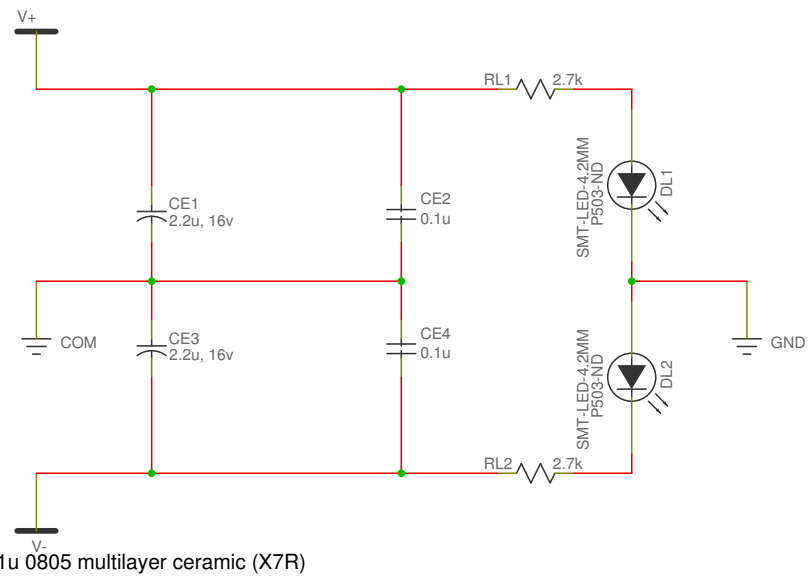 V+
RL1 2.7k
SMT-LED-4.2MM
P503-ND
DL1
CE1
2.2u, 16v
CE2
0.1u
COM
CE3
2.2u, 16v
CE4
0.1u
GND
SMT-LED-4.2MM
P503-ND
DL2
RL2 2.7k
V-
1u 0805 multilayer ceramic (X7R)